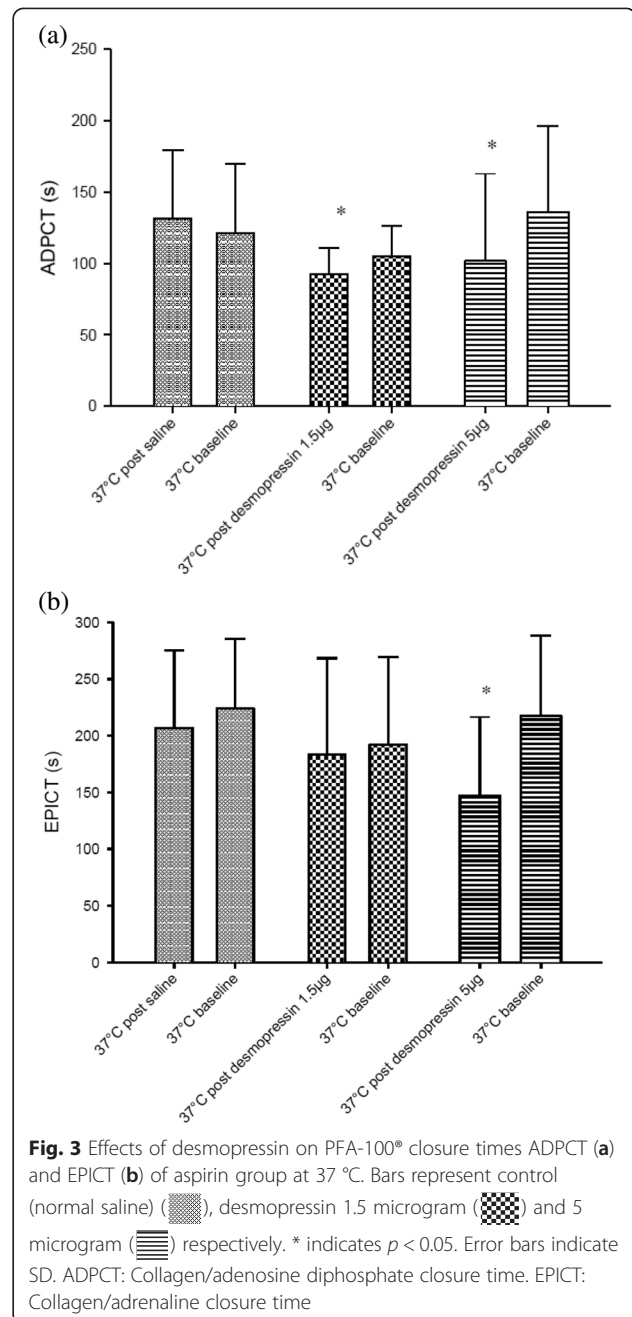 (a)
250
200
150
100
50
0
ADPCT (s)
*
*
37°C post saline
37°C baseline
37°C post desmopressin 1.5µg
37°C baseline
37°C post desmopressin 5µg
37°C baseline
(b)
300
250
200
150
100
50
0
EPICT (s)
*
37°C post saline
37°C baseline
37°C post desmopressin 1.5µg
37°C baseline
37°C post desmopressin 5µg
37°C baseline
Fig. 3 Effects of desmopressin on PFA-100® closure times ADPCT (a)
and EPICT (b) of aspirin group at 37 °C. Bars represent control
(normal saline) ( ), desmopressin 1.5 microgram ( ) and 5
microgram ( ) respectively. * indicates p < 0.05. Error bars indicate
SD. ADPCT: Collagen/adenosine diphosphate closure time. EPICT:
Collagen/adrenaline closure time